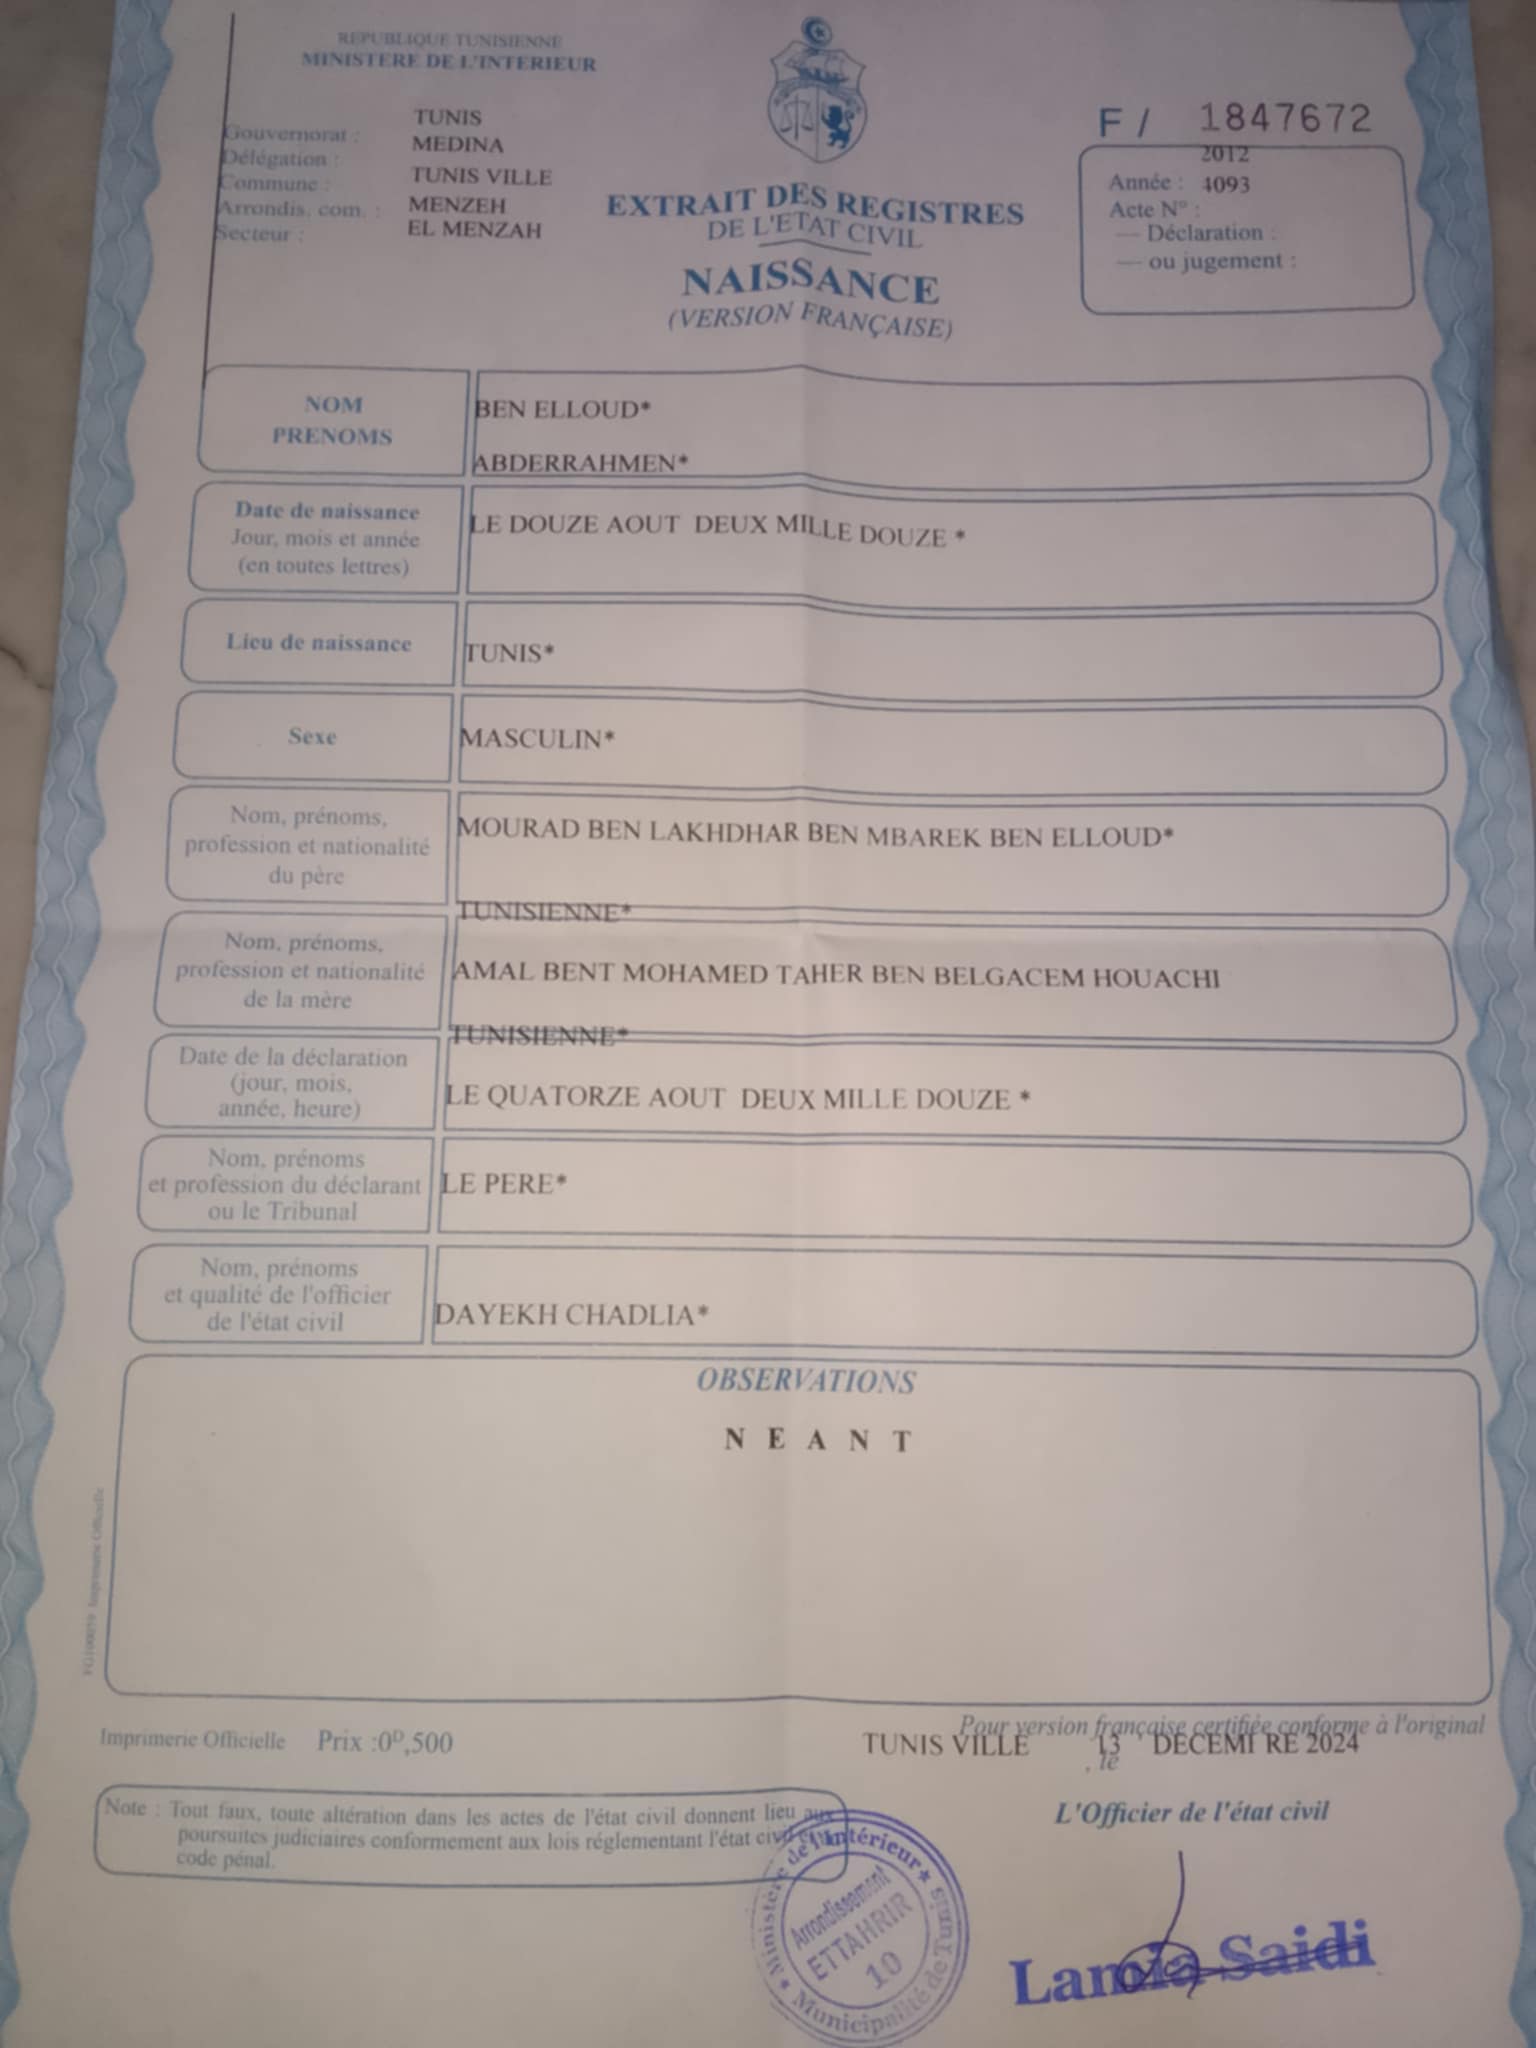 REPUBLIQUE TUNISIENNE
MINISTERE DE L'INTERIEUR
Gouvernorat : TUNIS
Délégation : MEDINA
Commune : TUNIS VILLE
Arrondis. com. : MENZEH
Secteur : EL MENZAH
EXTRAIT DES REGISTRES
DE L'ETAT CIVIL
NAISSANCE
(VERSION FRANÇAISE)
F / 1847672
2012
Année : 4093
Acte N° :
— Déclaration :
— ou jugement :
NOM
PRENOMS
BEN ELLOUD*
ABDERRAHMEN*
Date de naissance
Jour, mois et année
(en toutes lettres)
LE DOUZE AOUT DEUX MILLE DOUZE *
Lieu de naissance
TUNIS*
Sexe
MASCULIN*
Nom, prénoms,
profession et nationalité
du père
MOURAD BEN LAKHDHAR BEN MBAREK BEN ELLOUD*
TUNISIENNE*
Nom, prénoms,
profession et nationalité
de la mère
AMAL BENT MOHAMED TAHER BEN BELGACEM HOUACHI
TUNISIENNE*
Date de la déclaration
(jour, mois,
année, heure)
LE QUATORZE AOUT DEUX MILLE DOUZE *
Nom, prénoms
et profession du déclarant
ou le Tribunal
LE PERE*
Nom, prénoms
et qualité de l'officier
de l'état civil
DAYEKH CHADLIA*
OBSERVATIONS
N E A N T
Imprimerie Officielle
Imprimerie Officielle Prix :0D,500
Pour version française certifiée conforme à l'original
TUNIS VILLE , le 13 DECEMBRE 2024
Note : Tout faux, toute altération dans les actes de l'état civil donnent lieu aux
poursuites judiciaires conformement aux lois réglementant l'état civil
code pénal.
L'Officier de l'état civil
Ministère de l'Intérieur
Arrondissement
ETTAHRIR
10
Municipalité de Tunis
Lamia Saidi